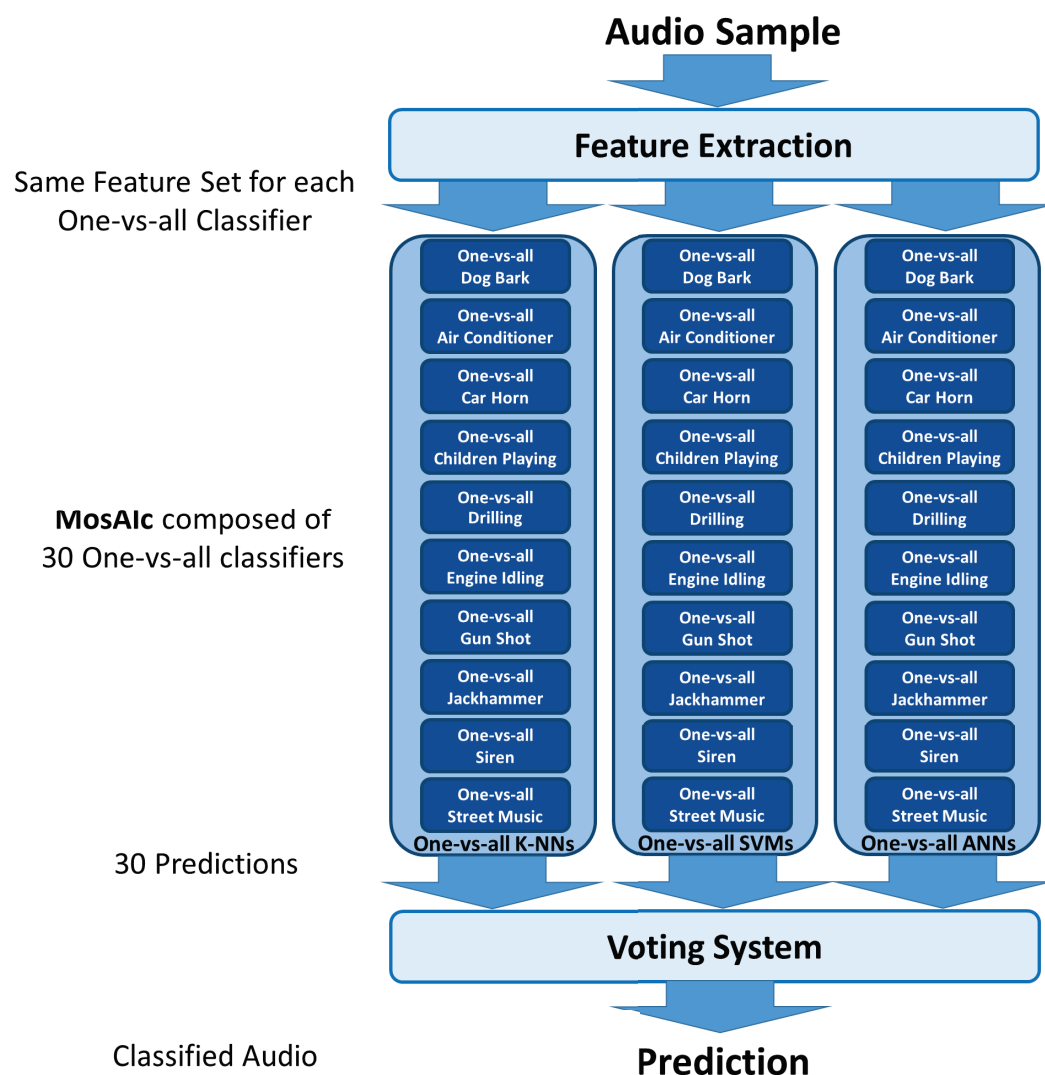 Audio Sample
Feature Extraction
Same Feature Set for each
One-vs-all Classifier
One-vs-all
Dog Bark
One-vs-all
Air Conditioner
One-vs-all
Car Horn
One-vs-all
Children Playing
One-vs-all
Drilling
One-vs-all
Engine Idling
One-vs-all
Gun Shot
One-vs-all
Jackhammer
One-vs-all
Siren
One-vs-all
Street Music
One-vs-all K-NNs
One-vs-all
Dog Bark
One-vs-all
Air Conditioner
One-vs-all
Car Horn
One-vs-all
Children Playing
One-vs-all
Drilling
One-vs-all
Engine Idling
One-vs-all
Gun Shot
One-vs-all
Jackhammer
One-vs-all
Siren
One-vs-all
Street Music
One-vs-all SVMs
One-vs-all
Dog Bark
One-vs-all
Air Conditioner
One-vs-all
Car Horn
One-vs-all
Children Playing
One-vs-all
Drilling
One-vs-all
Engine Idling
One-vs-all
Gun Shot
One-vs-all
Jackhammer
One-vs-all
Siren
One-vs-all
Street Music
One-vs-all ANNs
MosAIc composed of
30 One-vs-all classifiers
30 Predictions
Voting System
Classified Audio
Prediction